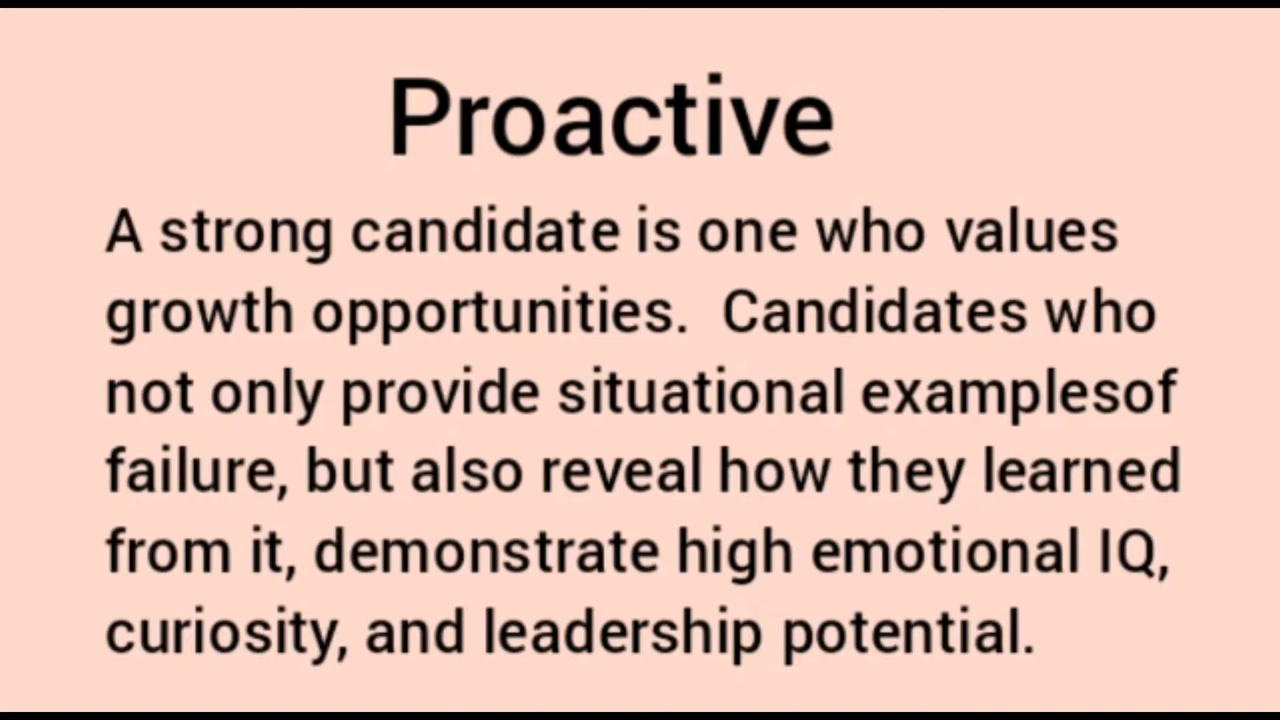 Proactive
A strong candidate is one who values
growth opportunities.  Candidates who
not only provide situational examplesof
failure, but also reveal how they learned
from it, demonstrate high emotional IQ,
curiosity, and leadership potential.